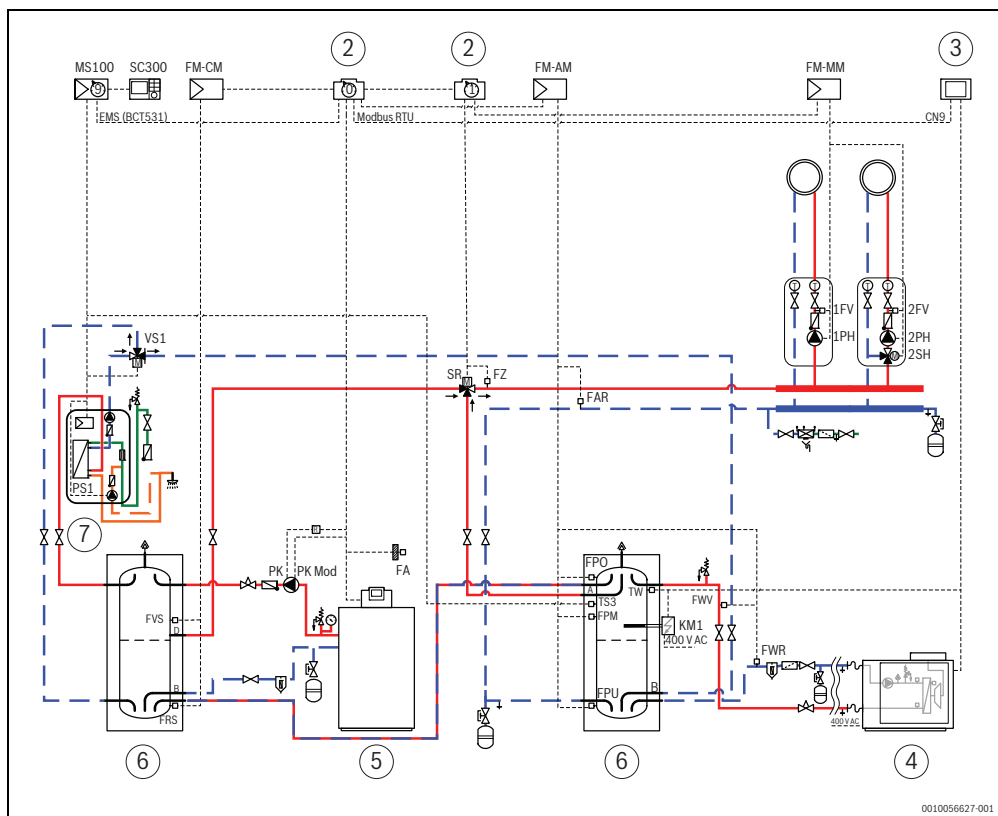 2 2 3
MS100 SC300 FM-CM FM-AM FM-MM
9 0 1
EMS (BCT531) Modbus RTU CN9
T T T T
1FV 2FV
1PH 2PH
2SH
VS1
M
SR M FZ
FAR
M
PS1
7
R
PK PK Mod FA
FPO
A TW
TS3
FPM
FWV
KM1
400 V AC
FVS
D
FWR
B
FPU B
FRS
400 V AC
6 5 6 4
0010056627-001